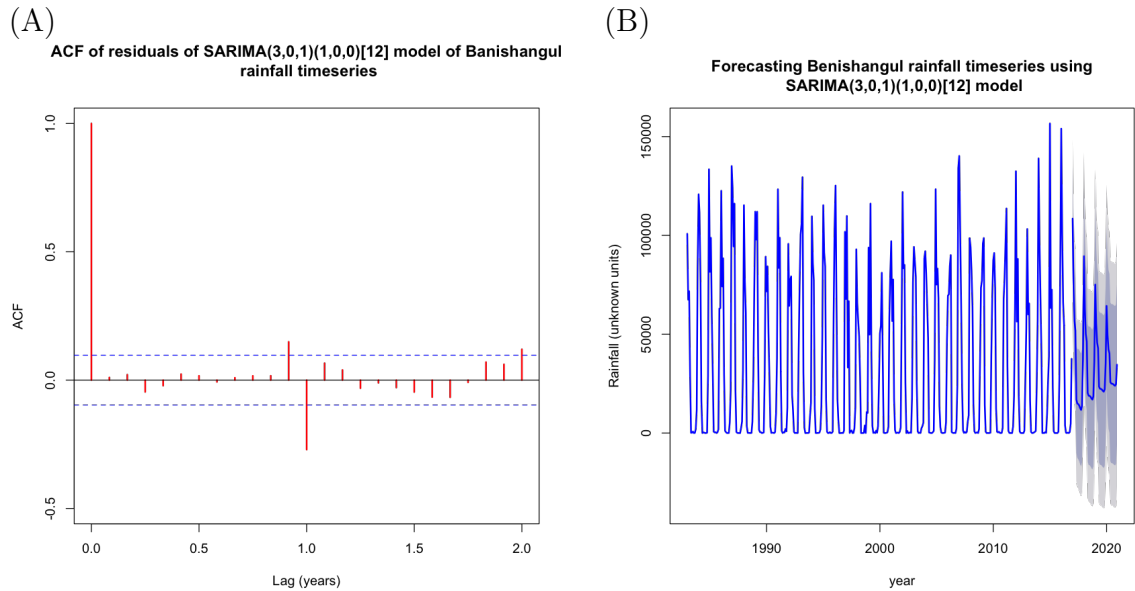 (A)
ACF of residuals of SARIMA(3,0,1)(1,0,0)[12] model of Banishangul
rainfall timeseries
1.0
0.5
0.0
-0.5
ACF
0.0 0.5 1.0 1.5 2.0
Lag (years)
(B)
Forecasting Benishangul rainfall timeseries using
SARIMA(3,0,1)(1,0,0)[12] model
150000
100000
50000
0
Rainfall (unknown units)
1990 2000 2010 2020
year